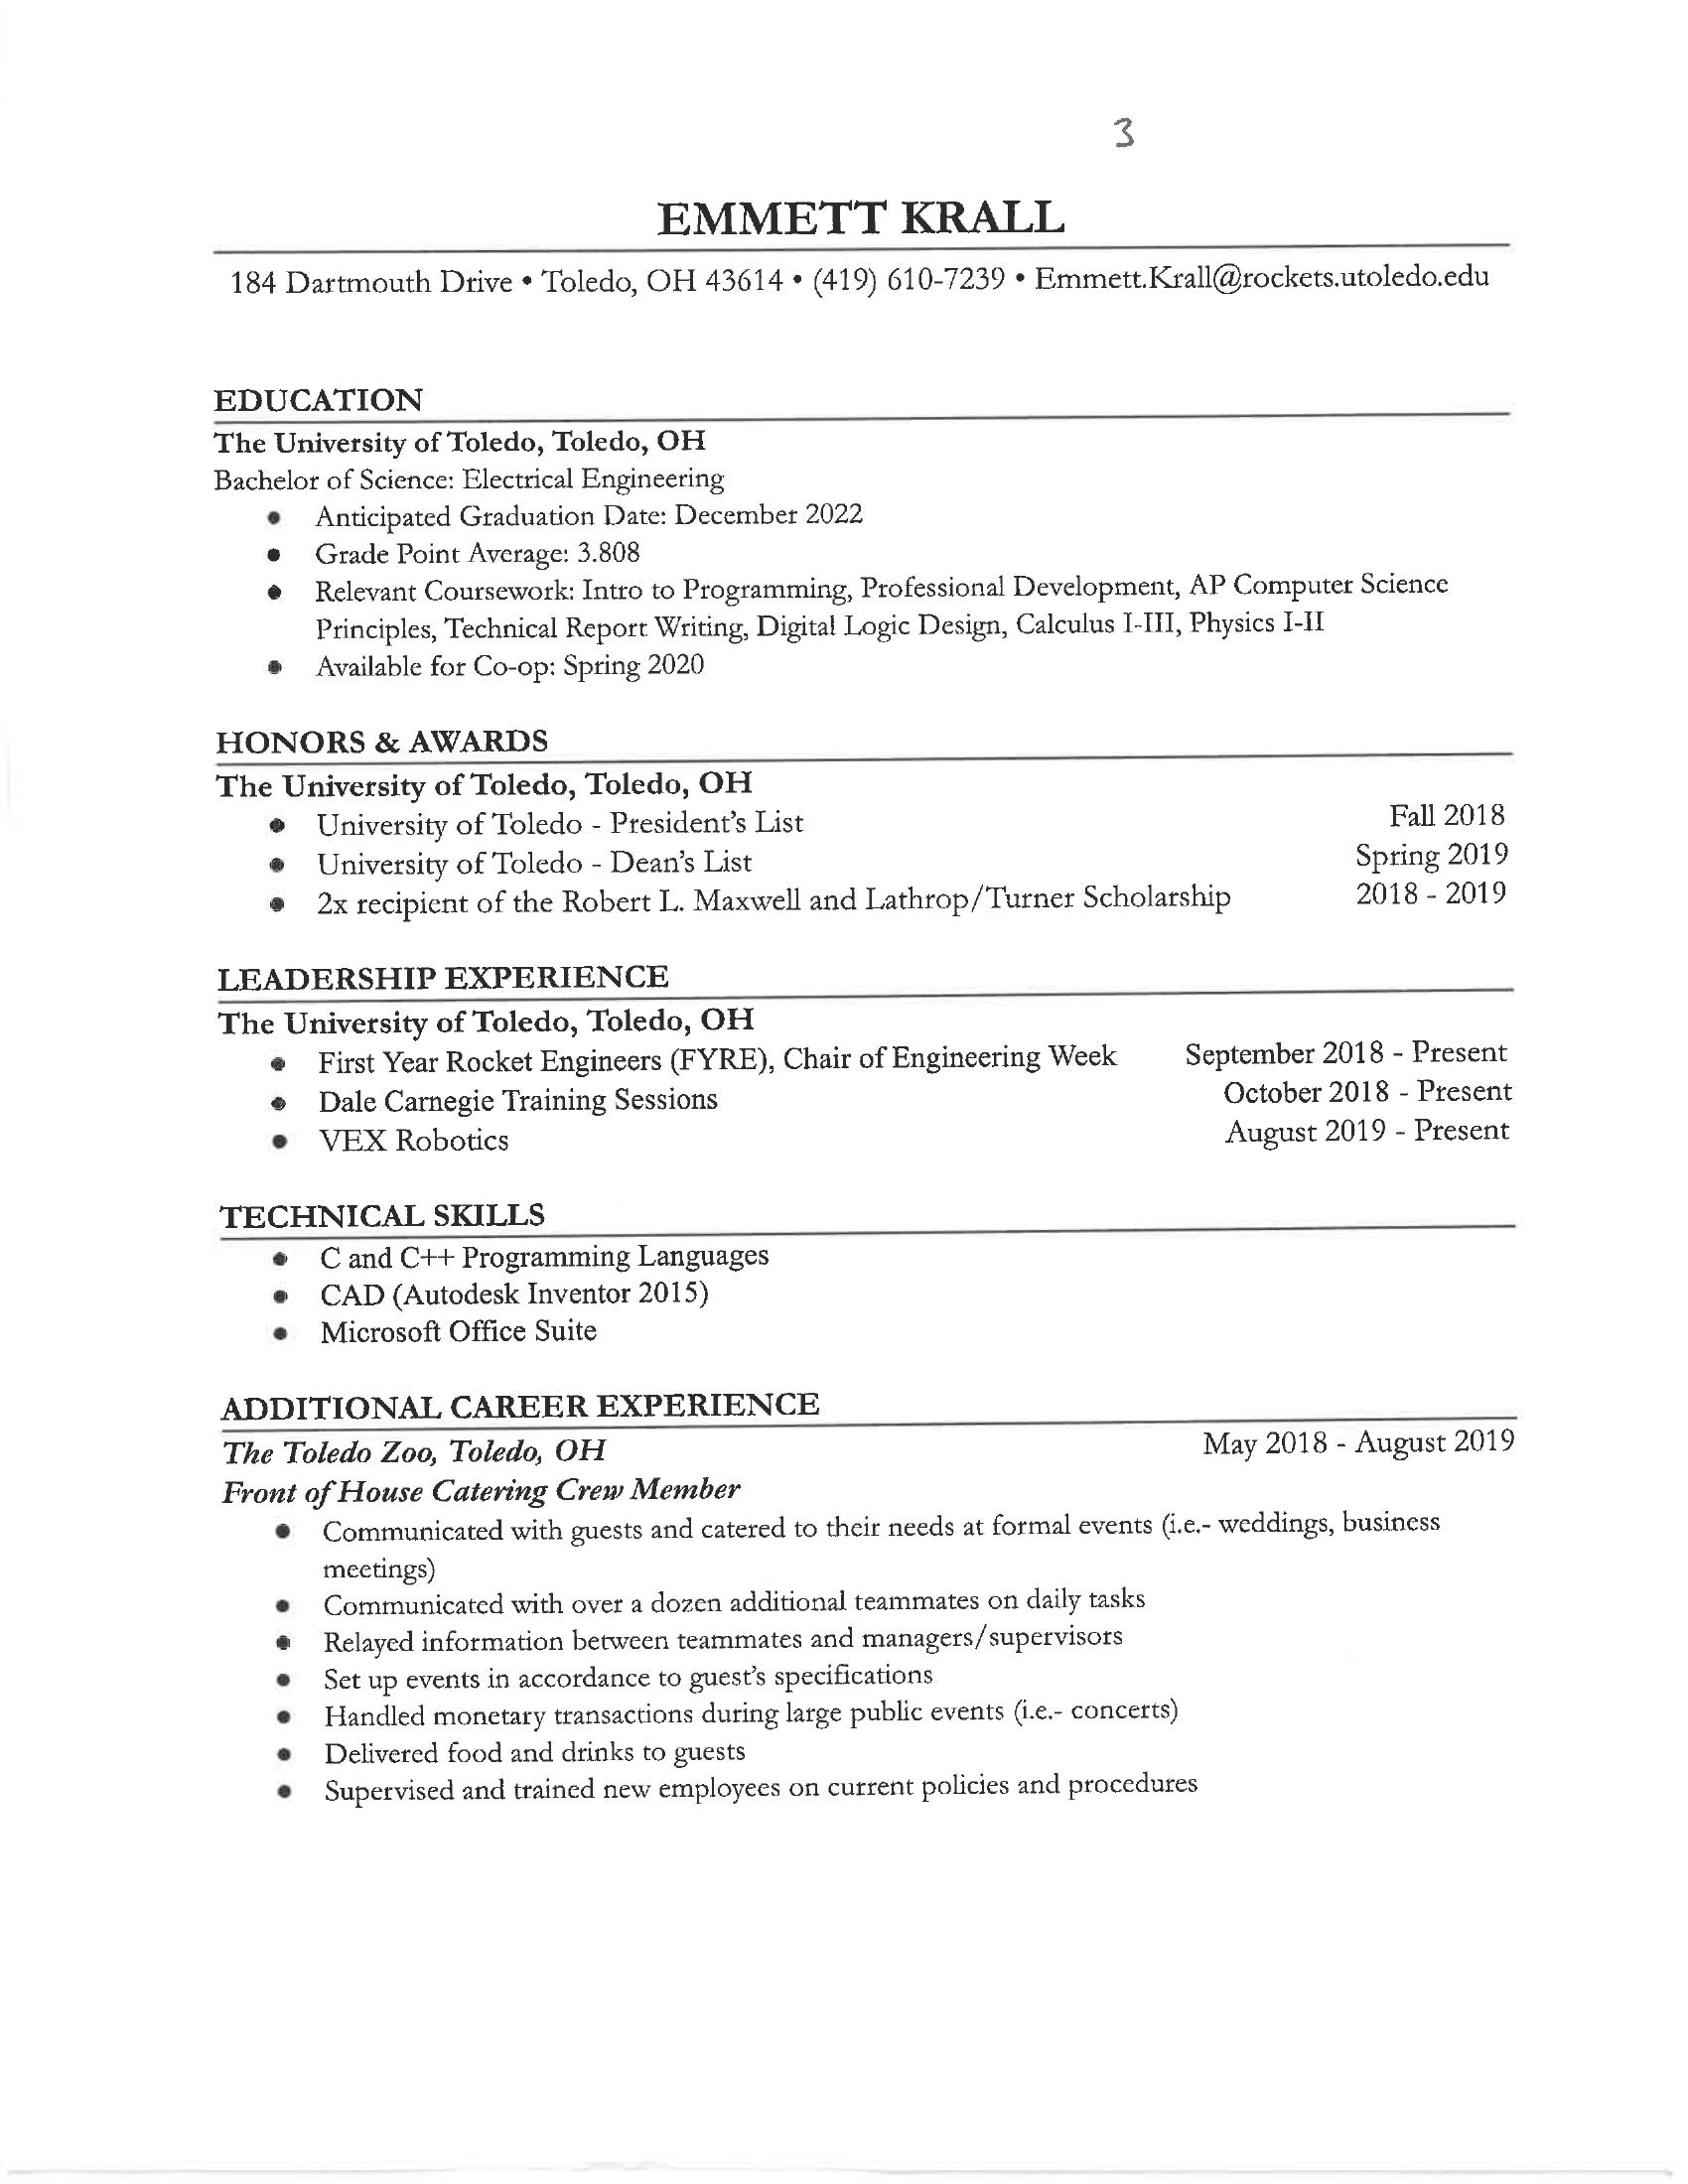 3
EMMETT KRALL
184 Dartmouth Drive • Toledo, OH 43614 • (419) 610-7239 • Emmett.Krall@rockets.utoledo.edu
EDUCATION
The University of Toledo, Toledo, OH
Bachelor of Science: Electrical Engineering
• Anticipated Graduation Date: December 2022
• Grade Point Average: 3.808
• Relevant Coursework: Intro to Programming, Professional Development, AP Computer Science
Principles, Technical Report Writing, Digital Logic Design, Calculus I-III, Physics I-II
• Available for Co-op: Spring 2020
HONORS & AWARDS
The University of Toledo, Toledo, OH
• University of Toledo - President's List Fall 2018
• University of Toledo - Dean's List Spring 2019
• 2x recipient of the Robert L. Maxwell and Lathrop/Turner Scholarship 2018 - 2019
LEADERSHIP EXPERIENCE
The University of Toledo, Toledo, OH
• First Year Rocket Engineers (FYRE), Chair of Engineering Week September 2018 - Present
• Dale Carnegie Training Sessions October 2018 - Present
• VEX Robotics August 2019 - Present
TECHNICAL SKILLS
• C and C++ Programming Languages
• CAD (Autodesk Inventor 2015)
• Microsoft Office Suite
ADDITIONAL CAREER EXPERIENCE
The Toledo Zoo, Toledo, OH May 2018 - August 2019
Front of House Catering Crew Member
• Communicated with guests and catered to their needs at formal events (i.e.- weddings, business
meetings)
• Communicated with over a dozen additional teammates on daily tasks
• Relayed information between teammates and managers/supervisors
• Set up events in accordance to guest's specifications
• Handled monetary transactions during large public events (i.e.- concerts)
• Delivered food and drinks to guests
• Supervised and trained new employees on current policies and procedures